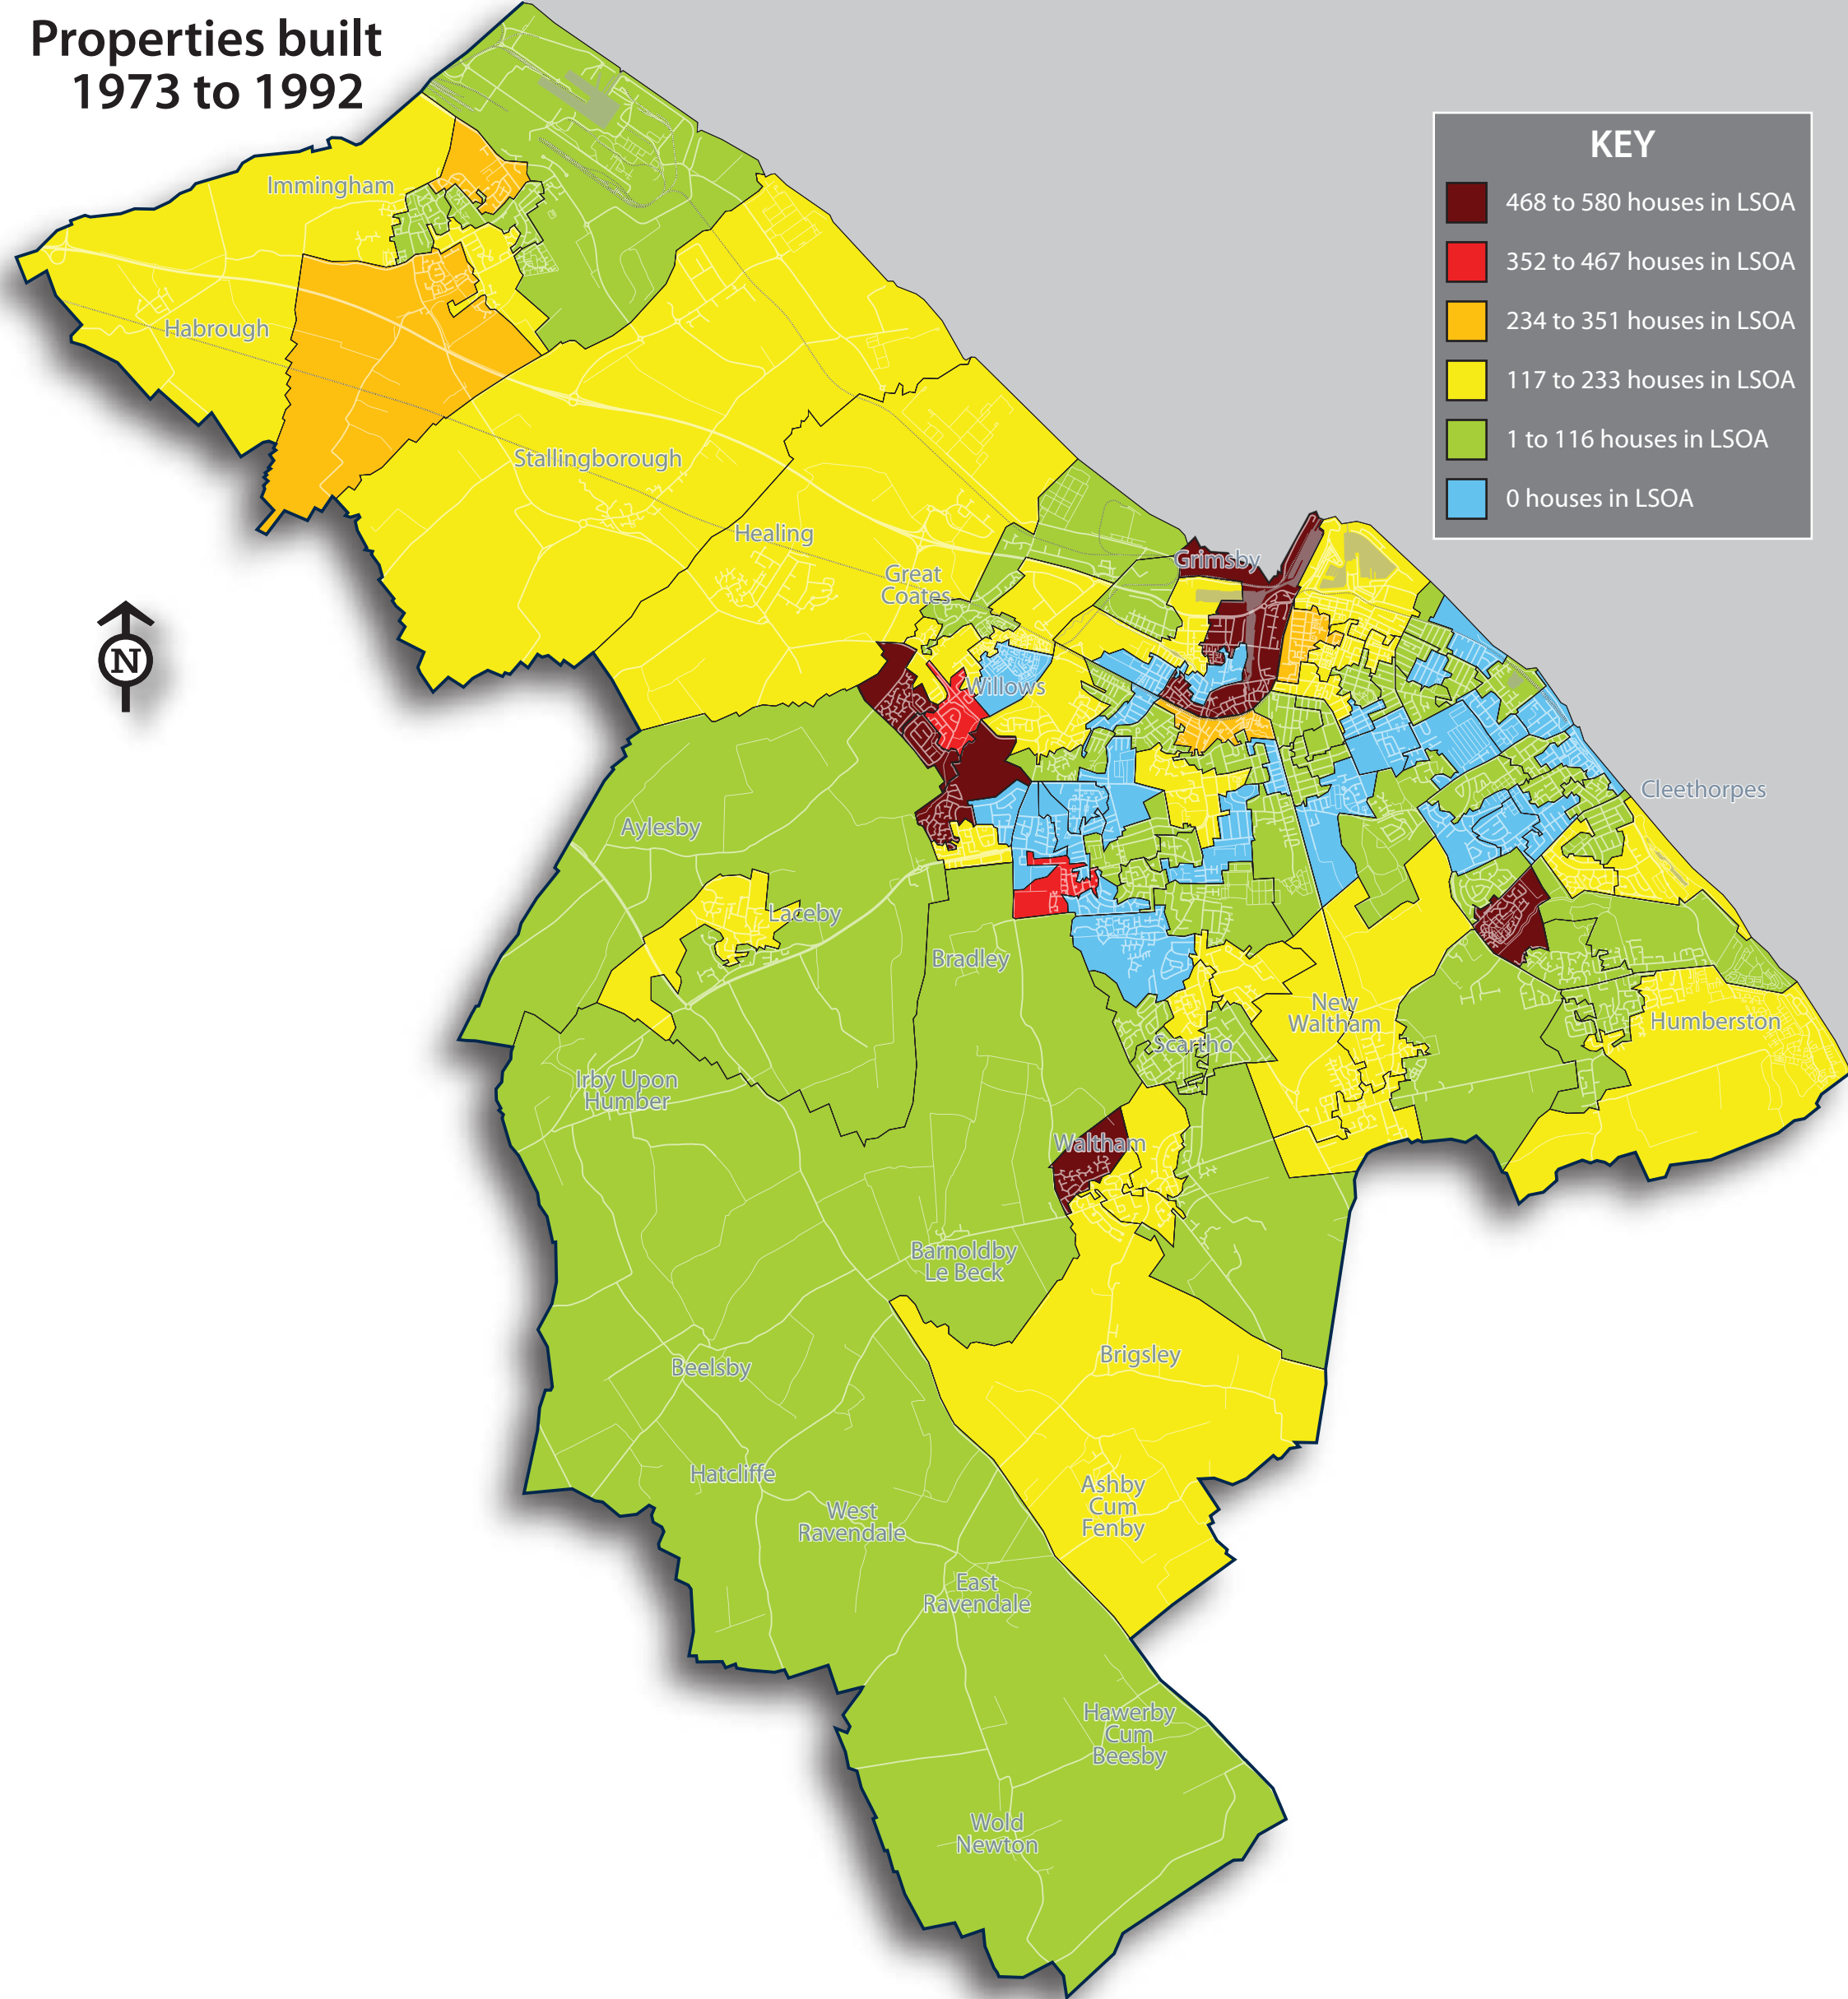 Properties built
1973 to 1992
KEY
468 to 580 houses in LSOA
352 to 467 houses in LSOA
234 to 351 houses in LSOA
117 to 233 houses in LSOA
1 to 116 houses in LSOA
0 houses in LSOA
Immingham
Habrough
Stallingborough
Healing
Great
Coates
Grimsby
N
Willows
Cleethorpes
Aylesby
Laceby
Bradley
New
Waltham
Humberston
Scartho
Irby Upon
Humber
Waltham
Barnoldby
Le Beck
Brigsley
Beelsby
Hatcliffe
Ashby
Cum
Fenby
West
Ravendale
East
Ravendale
Hawerby
Cum
Beesby
Wold
Newton